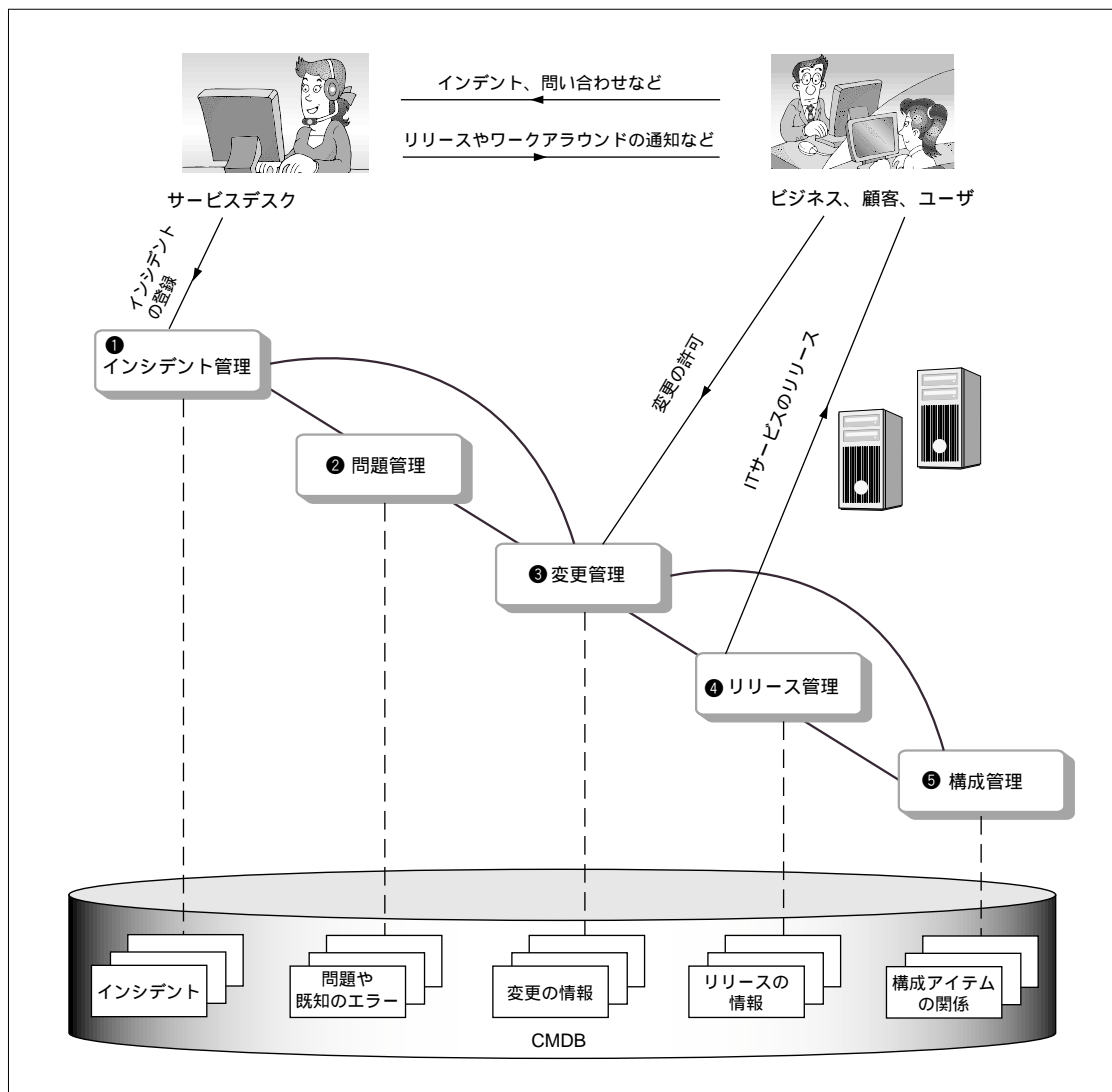 インデント、問い合わせなど
リリースやワークアラウンドの通知など
サービスデスク
ビジネス、顧客、ユーザ
インシデント
の登録
変更の許可
ITサービスのリリース
❶
インシデント管理
❷ 問題管理
❸ 変更管理
❹ リリース管理
❺ 構成管理
インシデント
問題や
既知のエラー
変更の情報
リリースの
情報
構成アイテム
の関係
CMDB